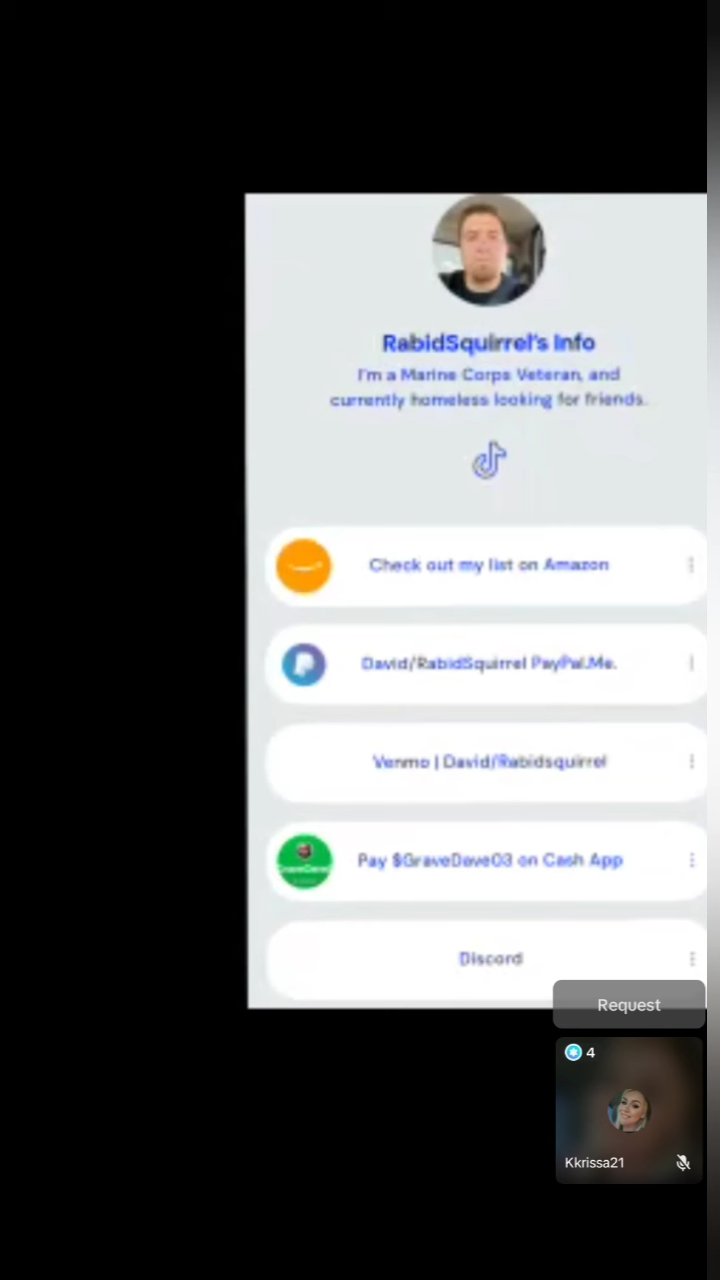 RabidSquirrel's Info
I'm a Marine Corps Veteran, and
currently homeless looking for friends.
Check out my list on Amazon
David/RabidSquirrel PayPal.Me.
Venmo | David/Rabidsquirrel
Pay $GraveDave03 on Cash App
Discord
Request
4
Kkrissa21